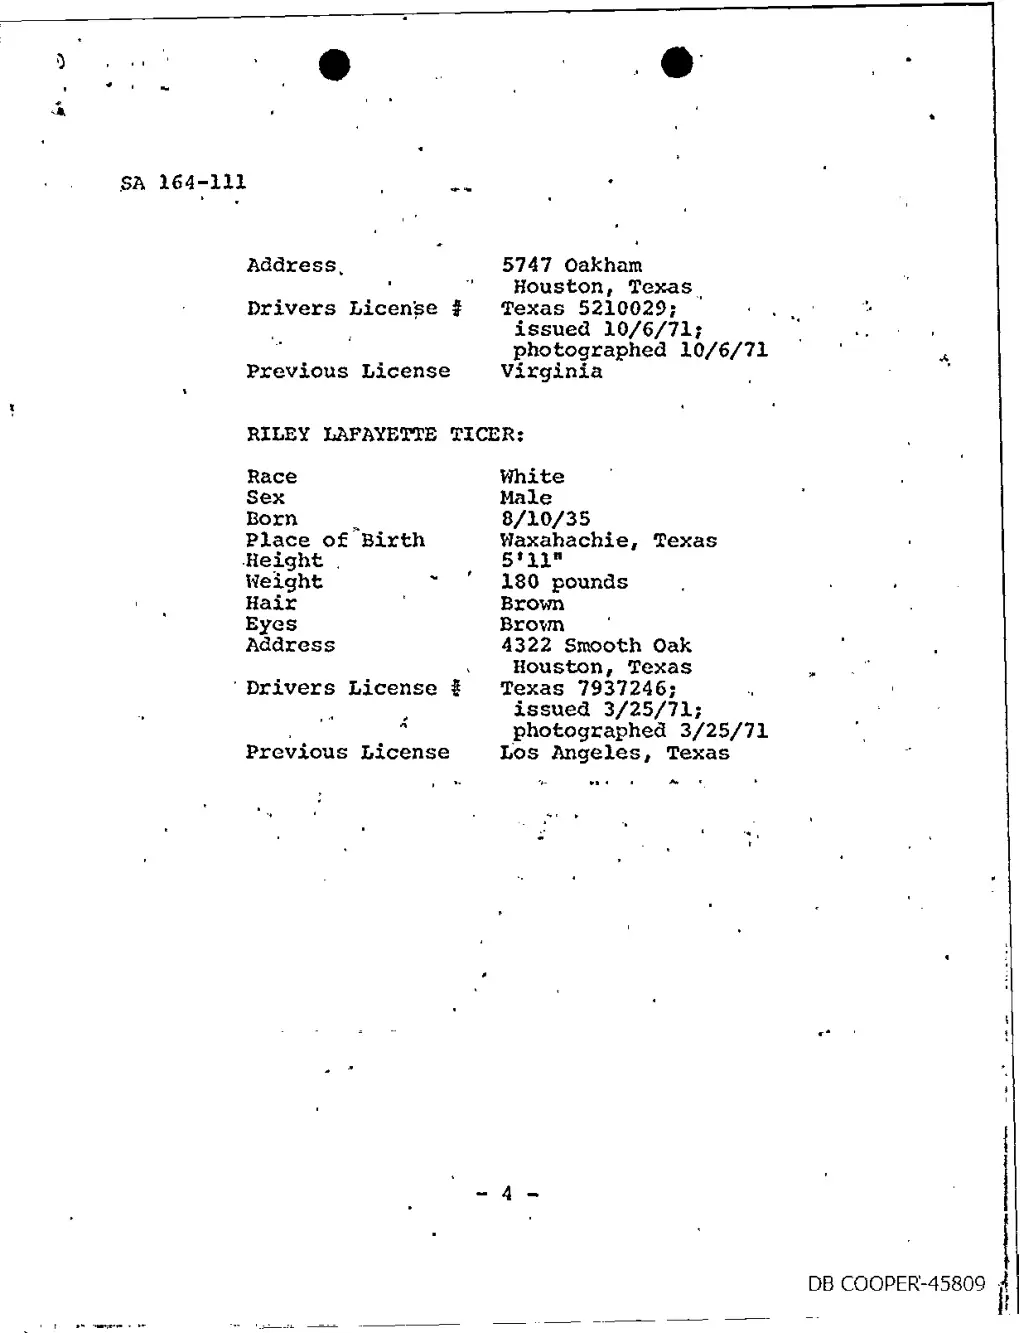 SA 164-111
Address 5747 Oakham
Houston, Texas
Drivers License # Texas 5210029;
issued 10/6/71;
photographed 10/6/71
Previous License Virginia
RILEY LAFAYETTE TICER:
Race White
Sex Male
Born 8/10/35
Place of Birth Waxahachie, Texas
Height 5'11"
Weight 180 pounds
Hair Brown
Eyes Brown
Address 4322 Smooth Oak
Houston, Texas
Drivers License # Texas 7937246;
issued 3/25/71;
photographed 3/25/71
Previous License Los Angeles, Texas
- 4 -
DB COOPER-45809